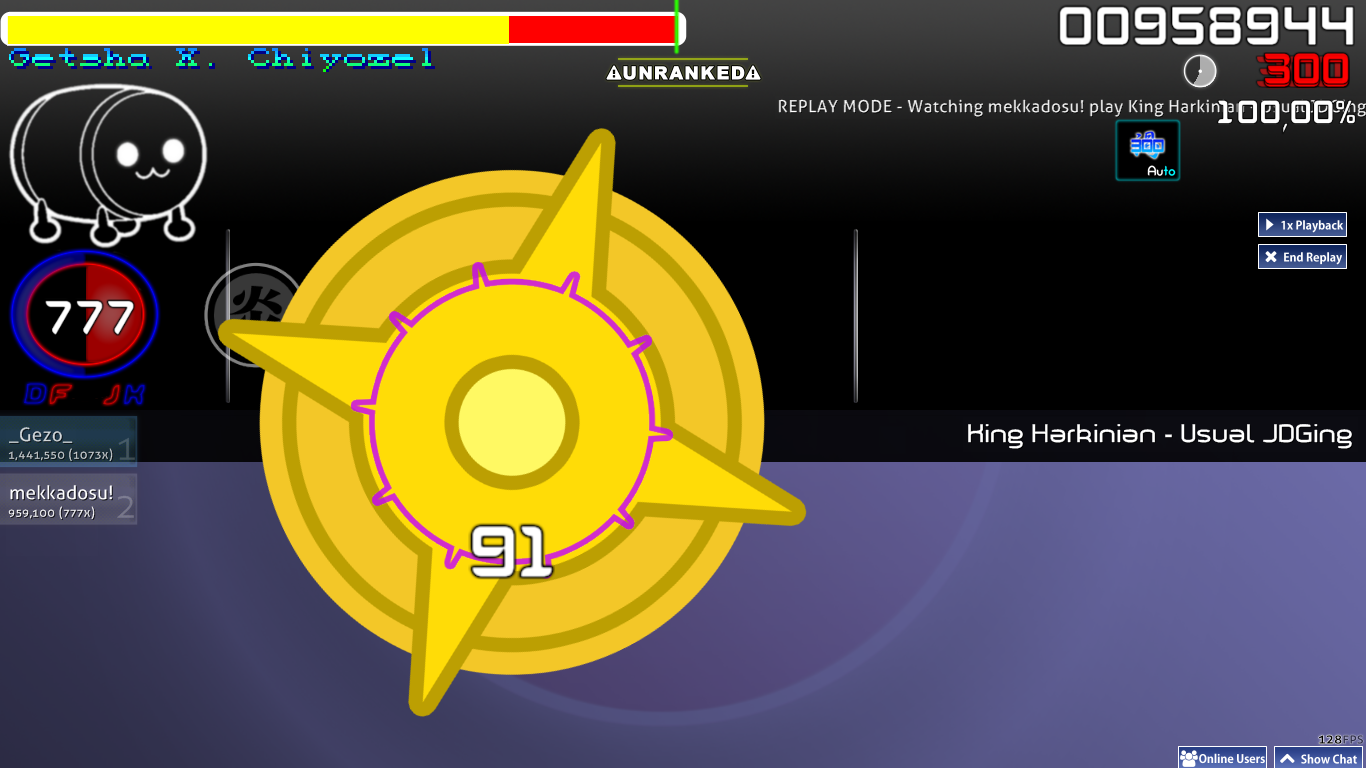 00958944
Getsha X. Chiyozel
300
⚠UNRANKED⚠
REPLAY MODE - Watching mekkadosu! play King Harkinian - Usual JDGing
100,00%
Auto
1x Playback
End Replay
777
D F J K
_Gezo_
1,441,550 (1073x) 1
King Harkinian - Usual JDGing
mekkadosu!
959,100 (777x) 2
91
128FPS
Online Users
Show Chat